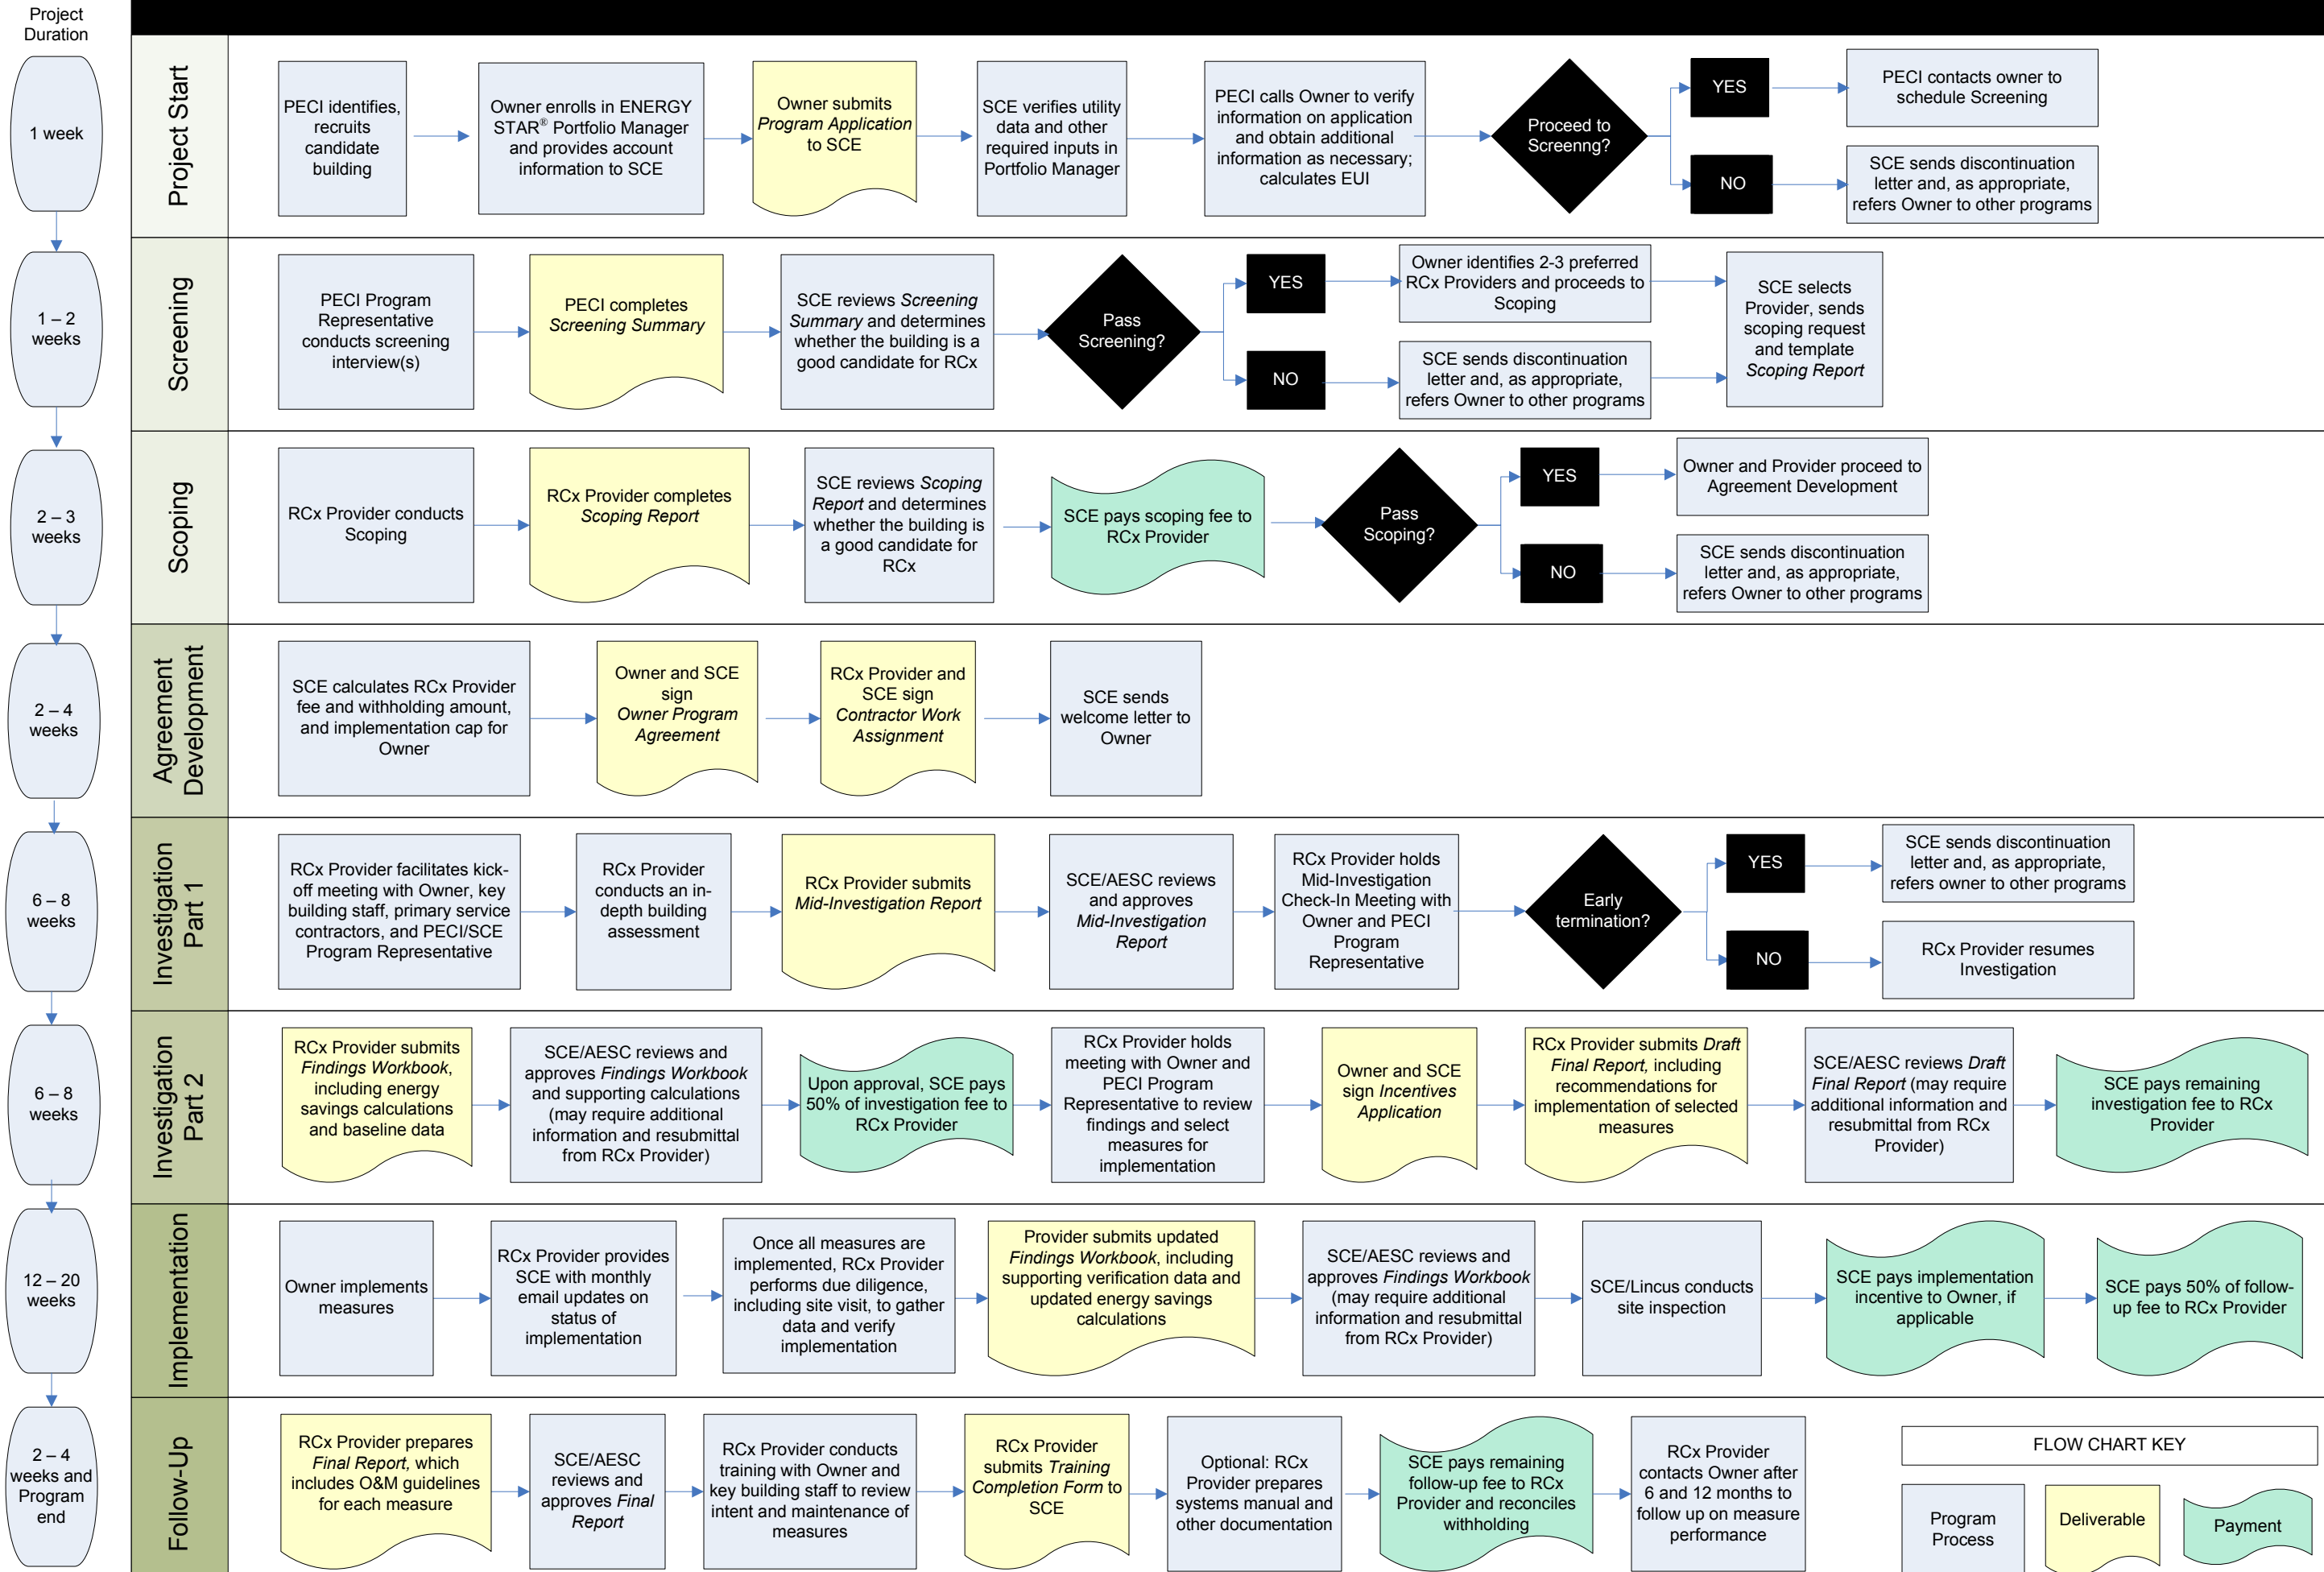 Project
Duration
1 week
Project Start
PECI identifies,
recruits
candidate
building
Owner enrolls in ENERGY
STAR® Portfolio Manager
and provides account
information to SCE
Owner submits
Program Application
to SCE
SCE verifies utility
data and other
required inputs in
Portfolio Manager
PECI calls Owner to verify
information on application
and obtain additional
information as necessary;
calculates EUI
Proceed to
Screenng?
YES
PECI contacts owner to
schedule Screening
NO
SCE sends discontinuation
letter and, as appropriate,
refers Owner to other programs
1 – 2
weeks
Screening
PECI Program
Representative
conducts screening
interview(s)
PECI completes
Screening Summary
SCE reviews Screening
Summary and determines
whether the building is a
good candidate for RCx
Pass
Screening?
YES
Owner identifies 2-3 preferred
RCx Providers and proceeds to
Scoping
NO
SCE sends discontinuation
letter and, as appropriate,
refers Owner to other programs
SCE selects
Provider, sends
scoping request
and template
Scoping Report
2 – 3
weeks
Scoping
RCx Provider conducts
Scoping
RCx Provider completes
Scoping Report
SCE reviews Scoping
Report and determines
whether the building is
a good candidate for
RCx
SCE pays scoping fee to
RCx Provider
Pass
Scoping?
YES
Owner and Provider proceed to
Agreement Development
NO
SCE sends discontinuation
letter and, as appropriate,
refers Owner to other programs
2 – 4
weeks
Agreement
Development
SCE calculates RCx Provider
fee and withholding amount,
and implementation cap for
Owner
Owner and SCE
sign
Owner Program
Agreement
RCx Provider and
SCE sign
Contractor Work
Assignment
SCE sends
welcome letter to
Owner
6 – 8
weeks
Investigation
Part 1
RCx Provider facilitates kick-
off meeting with Owner, key
building staff, primary service
contractors, and PECI/SCE
Program Representative
RCx Provider
conducts an in-
depth building
assessment
RCx Provider submits
Mid-Investigation Report
SCE/AESC reviews
and approves
Mid-Investigation
Report
RCx Provider holds
Mid-Investigation
Check-In Meeting with
Owner and PECI
Program
Representative
Early
termination?
YES
SCE sends discontinuation
letter and, as appropriate,
refers owner to other programs
NO
RCx Provider resumes
Investigation
6 – 8
weeks
Investigation
Part 2
RCx Provider submits
Findings Workbook,
including energy
savings calculations
and baseline data
SCE/AESC reviews and
approves Findings Workbook
and supporting calculations
(may require additional
information and resubmittal
from RCx Provider)
Upon approval, SCE pays
50% of investigation fee to
RCx Provider
RCx Provider holds
meeting with Owner and
PECI Program
Representative to review
findings and select
measures for
implementation
Owner and SCE
sign Incentives
Application
RCx Provider submits Draft
Final Report, including
recommendations for
implementation of selected
measures
SCE/AESC reviews Draft
Final Report (may require
additional information and
resubmittal from RCx
Provider)
SCE pays remaining
investigation fee to RCx
Provider
12 – 20
weeks
Implementation
Owner implements
measures
RCx Provider provides
SCE with monthly
email updates on
status of
implementation
Once all measures are
implemented, RCx Provider
performs due diligence,
including site visit, to gather
data and verify
implementation
Provider submits updated
Findings Workbook, including
supporting verification data and
updated energy savings
calculations
SCE/AESC reviews and
approves Findings Workbook
(may require additional
information and resubmittal
from RCx Provider)
SCE/Lincus conducts
site inspection
SCE pays implementation
incentive to Owner, if
applicable
SCE pays 50% of follow-
up fee to RCx Provider
2 – 4
weeks and
Program
end
Follow-Up
RCx Provider prepares
Final Report, which
includes O&M guidelines
for each measure
SCE/AESC
reviews and
approves Final
Report
RCx Provider conducts
training with Owner and
key building staff to review
intent and maintenance of
measures
RCx Provider
submits Training
Completion Form to
SCE
Optional: RCx
Provider prepares
systems manual and
other documentation
SCE pays remaining
follow-up fee to RCx
Provider and reconciles
withholding
RCx Provider
contacts Owner after
6 and 12 months to
follow up on measure
performance
FLOW CHART KEY
Program
Process
Deliverable
Payment